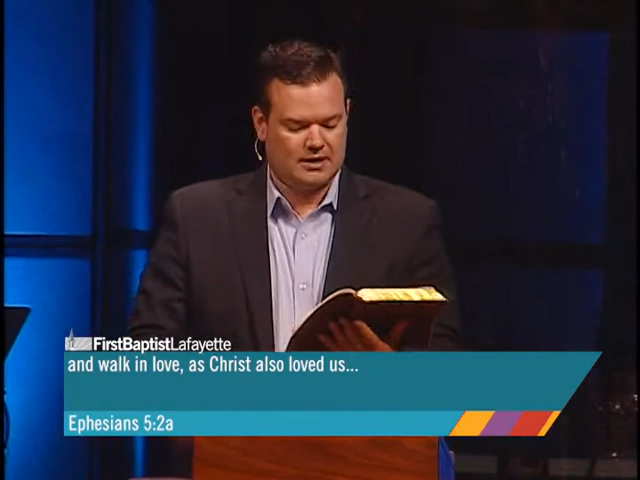 FirstBaptistLafayette
and walk in love, as Christ also loved us...
Ephesians 5:2a